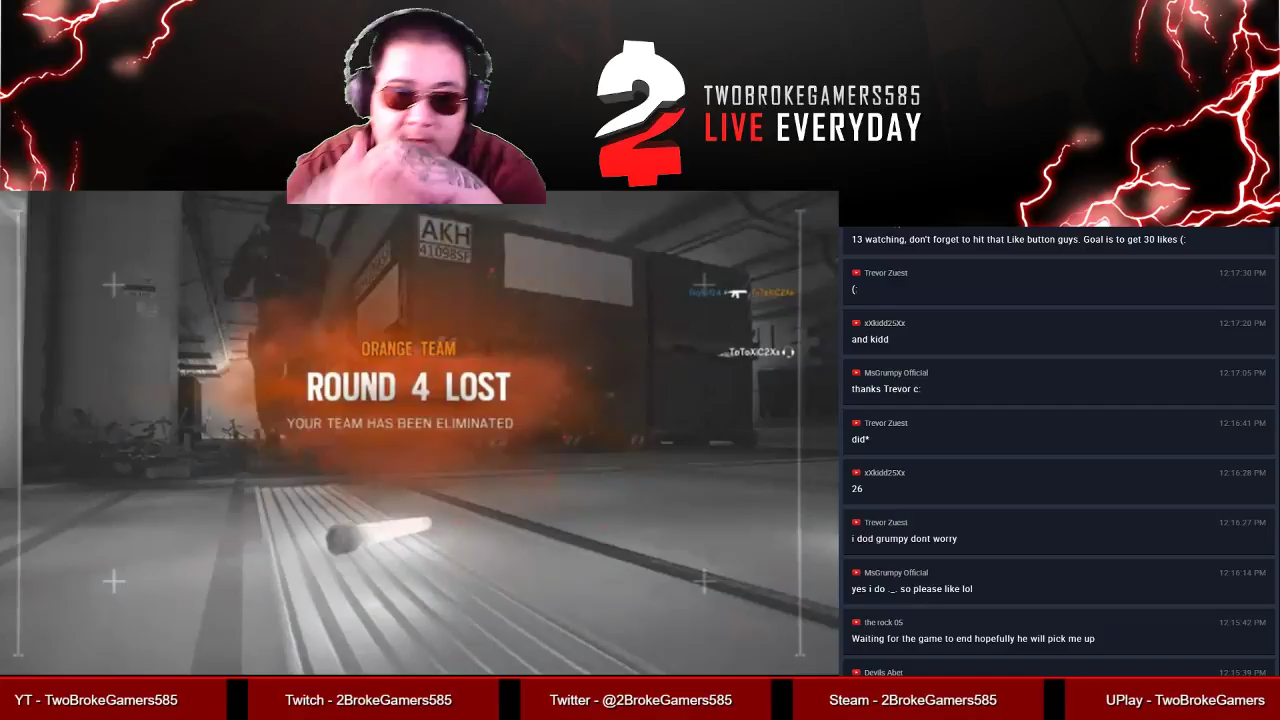 2
TWOBROKEGAMERS585
LIVE EVERYDAY
AKH
41098SF
ToToXiC2Xx
ToToXiC2Xx
ORANGE TEAM
ROUND 4 LOST
YOUR TEAM HAS BEEN ELIMINATED
13 watching, don't forget to hit that Like button guys. Goal is to get 30 likes (:
Trevor Zuest 12:17:30 PM
(:
xXkidd25Xx 12:17:20 PM
and kidd
MsGrumpy Official 12:17:05 PM
thanks Trevor c:
Trevor Zuest 12:16:41 PM
did*
xXkidd25Xx 12:16:28 PM
26
Trevor Zuest 12:16:27 PM
i dod grumpy dont worry
MsGrumpy Official 12:16:14 PM
yes i do ._. so please like lol
the rock 05 12:15:42 PM
Waiting for the game to end hopefully he will pick me up
Devils Abet 12:15:39 PM
YT - TwoBrokeGamers585
Twitch - 2BrokeGamers585
Twitter - @2BrokeGamers585
Steam - 2BrokeGamers585
UPlay - TwoBrokeGamers